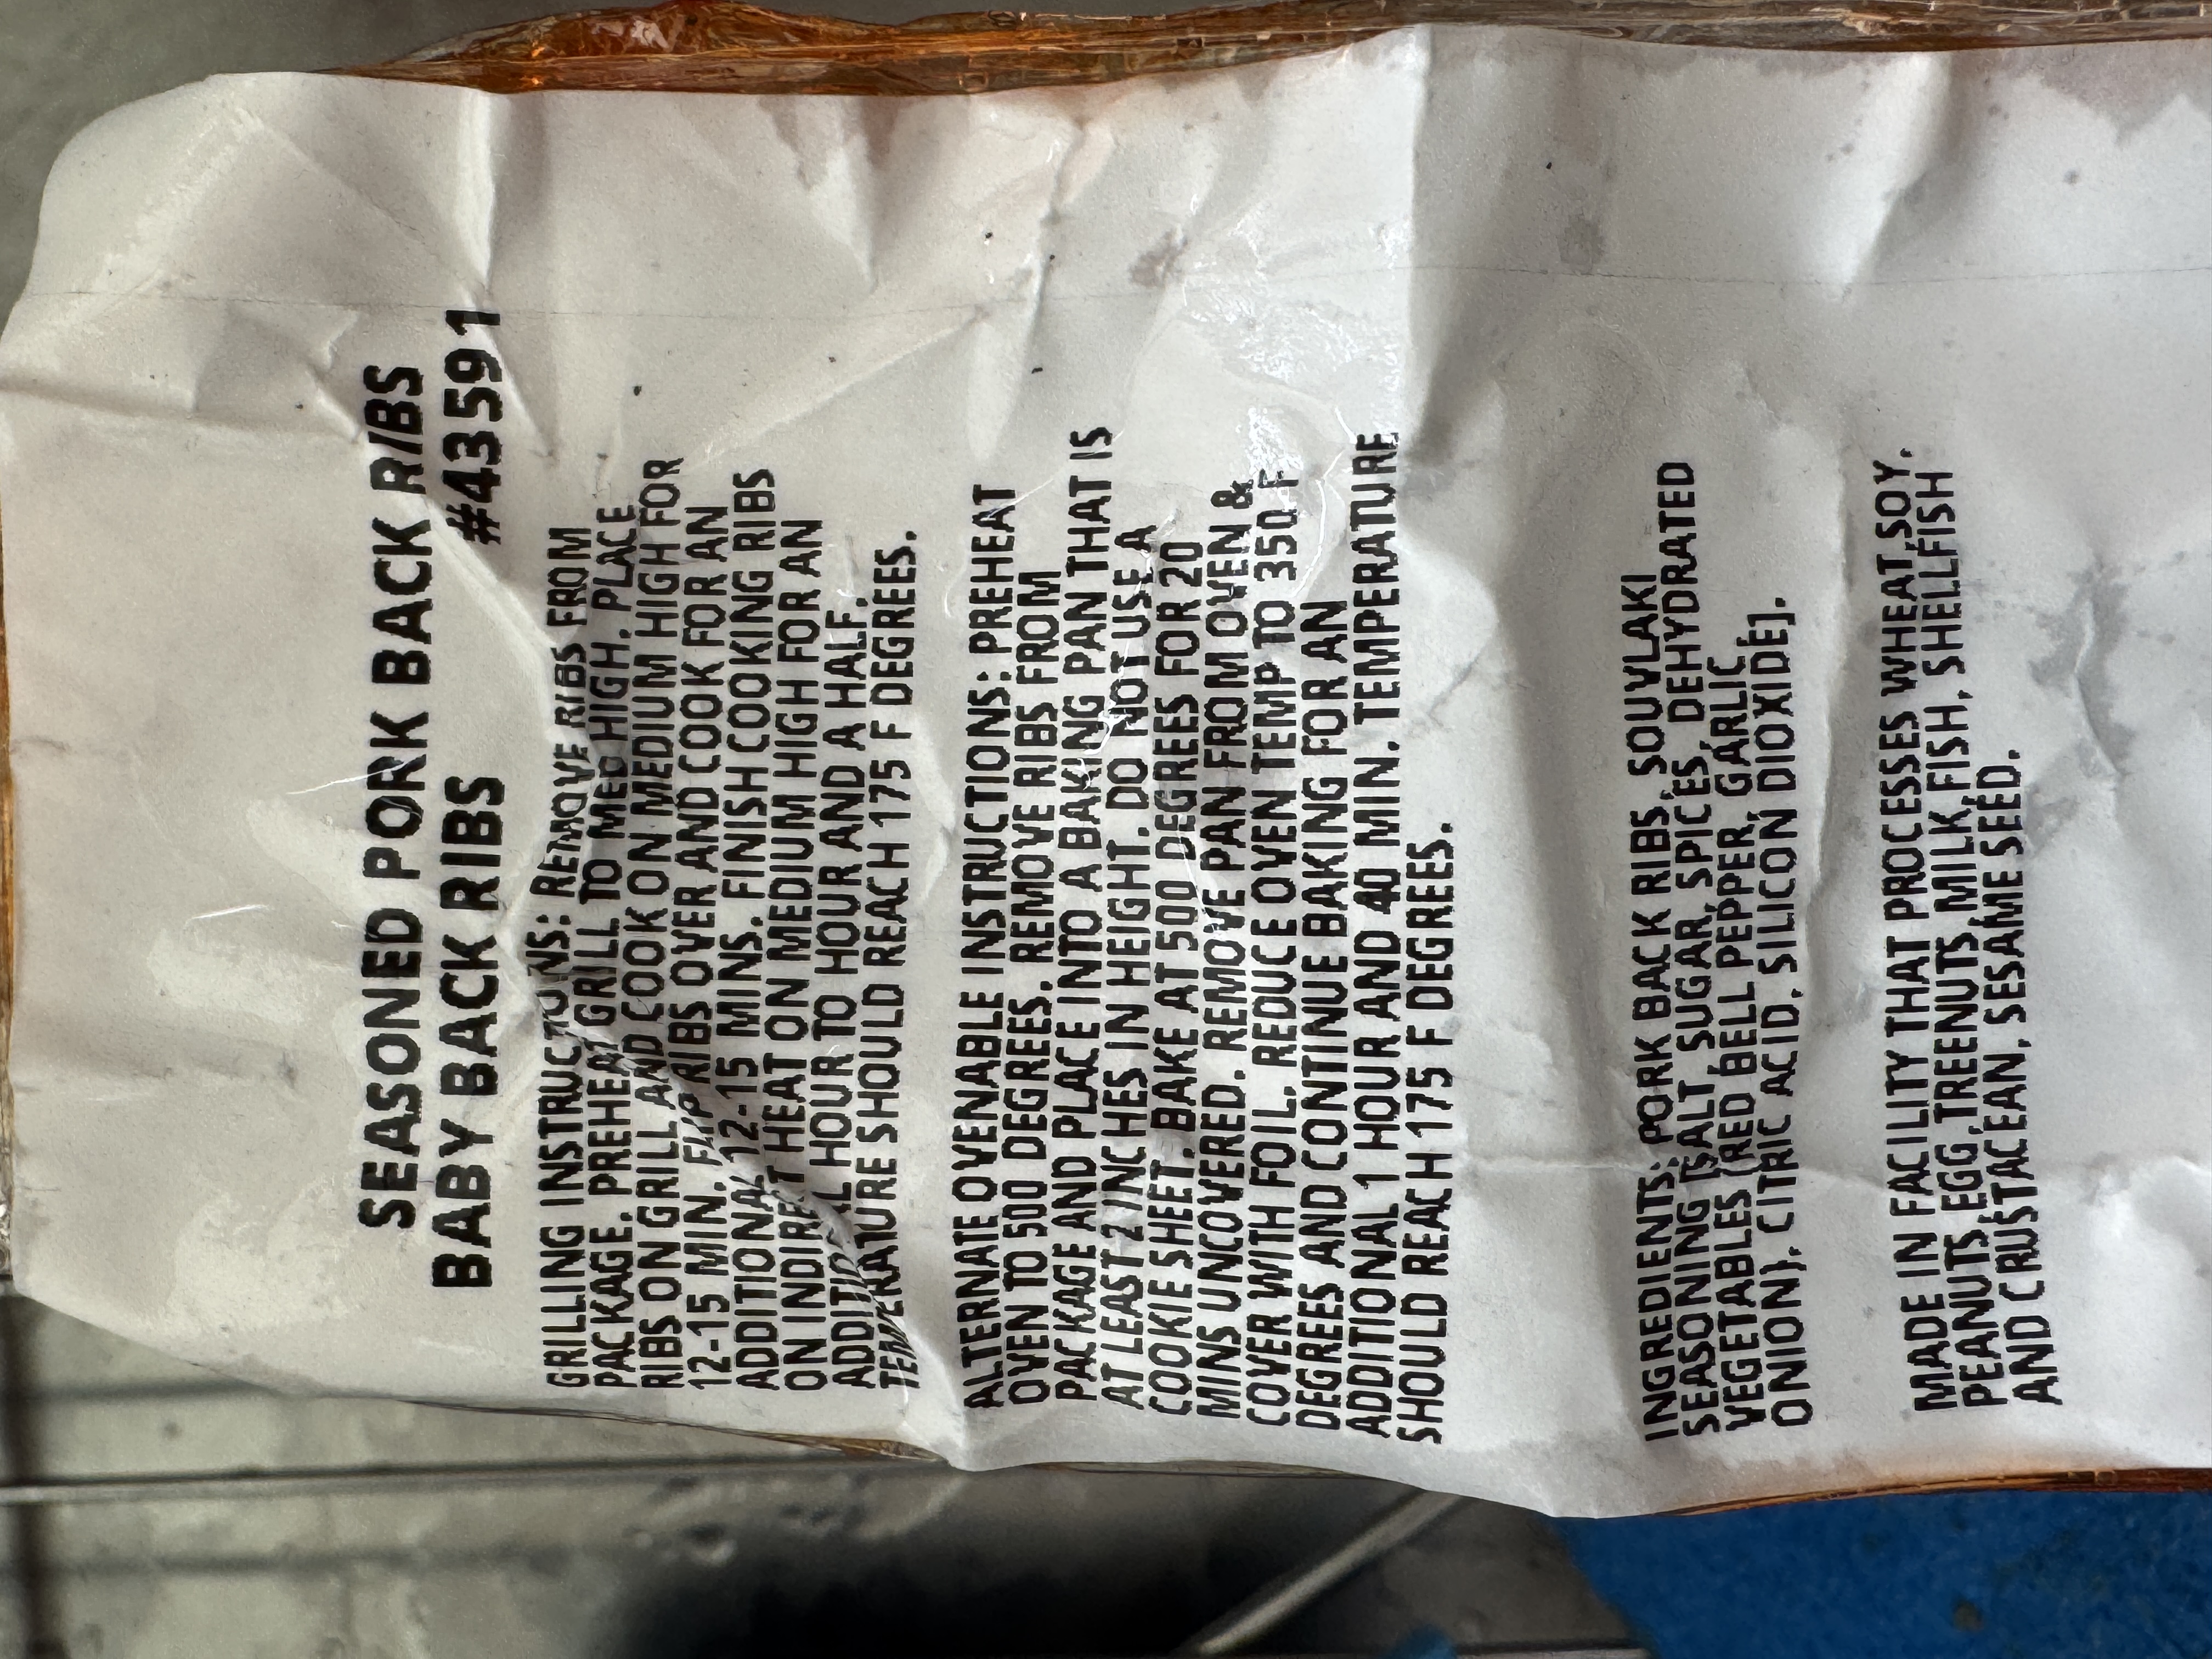 SEASONED PORK BACK RIBS
BABY BACK RIBS #43591
GRILLING INSTRUCTIONS: REMOVE RIBS FROM
PACKAGE. PREHEAT GRILL TO MED HIGH. PLACE
RIBS ON GRILL AND COOK ON MEDIUM HIGH FOR
12-15 MIN. FLIP RIBS OVER AND COOK FOR AN
ADDITIONAL 12-15 MINS. FINISH COOKING RIBS
ON INDIRECT HEAT ON MEDIUM HIGH FOR AN
ADDITIONAL HOUR TO HOUR AND A HALF.
TEMPERATURE SHOULD REACH 175 F DEGREES.
ALTERNATE OVENABLE INSTRUCTIONS: PREHEAT
OVEN TO 500 DEGREES. REMOVE RIBS FROM
PACKAGE AND PLACE INTO A BAKING PAN THAT IS
AT LEAST 2 INCHES IN HEIGHT. DO NOT USE A
COOKIE SHEET. BAKE AT 500 DEGREES FOR 20
MINS UNCOVERED. REMOVE PAN FROM OVEN &
COVER WITH FOIL. REDUCE OVEN TEMP TO 350 F
DEGREES AND CONTINUE BAKING FOR AN
ADDITIONAL 1 HOUR AND 40 MIN. TEMPERATURE
SHOULD REACH 175 F DEGREES.
INGREDIENTS: PORK BACK RIBS, SOUVLAKI
SEASONING [SALT, SUGAR, SPICES, DEHYDRATED
VEGETABLES (RED BELL PEPPER, GARLIC,
ONION), CITRIC ACID, SILICON DIOXIDE].
MADE IN FACILITY THAT PROCESSES WHEAT,SOY,
PEANUTS,EGG,TREENUTS,MILK,FISH, SHELLFISH
AND CRUSTACEAN, SESAME SEED.